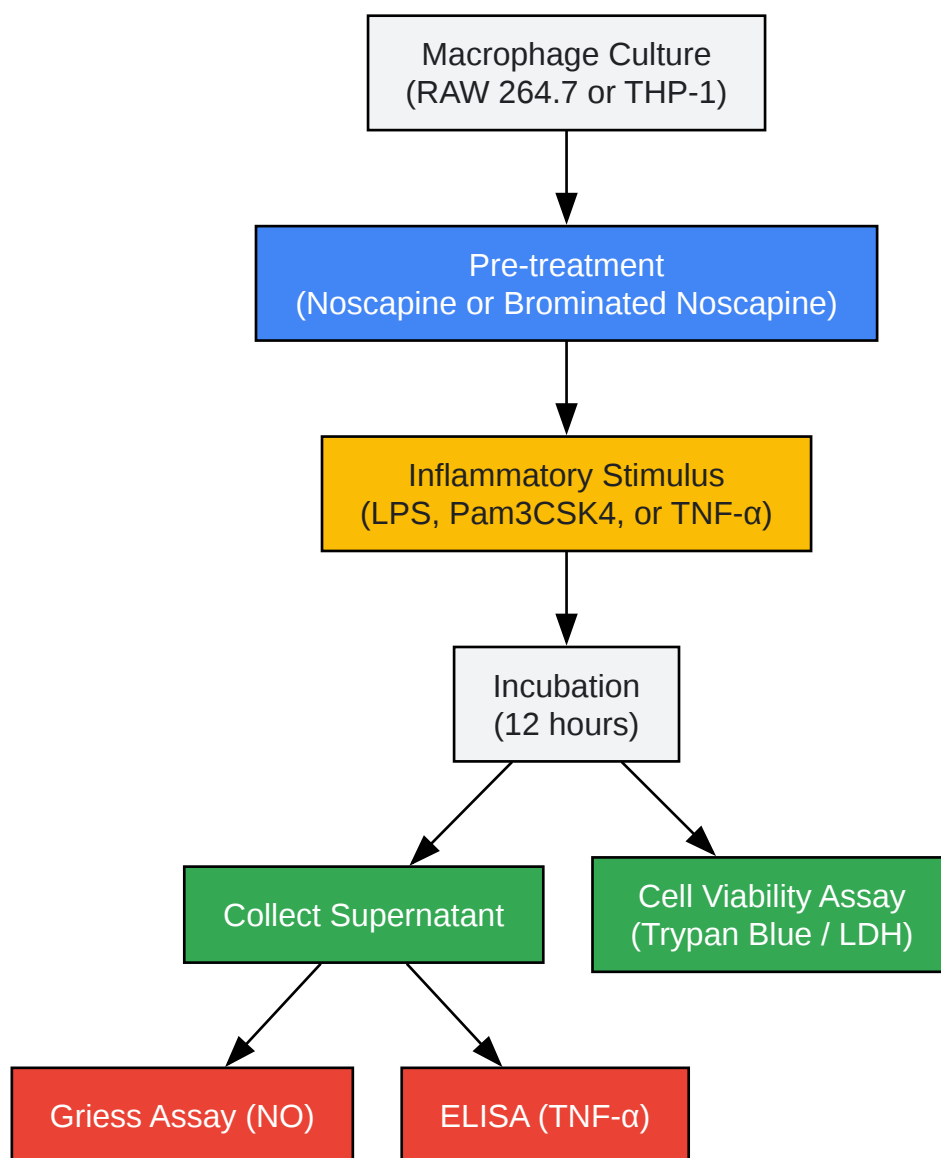 Macrophage Culture
(RAW 264.7 or THP-1)
Pre-treatment
(Noscapine or Brominated Noscapine)
Inflammatory Stimulus
(LPS, Pam3CSK4, or TNF-α)
Incubation
(12 hours)
Collect Supernatant
Cell Viability Assay
(Trypan Blue / LDH)
Griess Assay (NO)
ELISA (TNF-α)